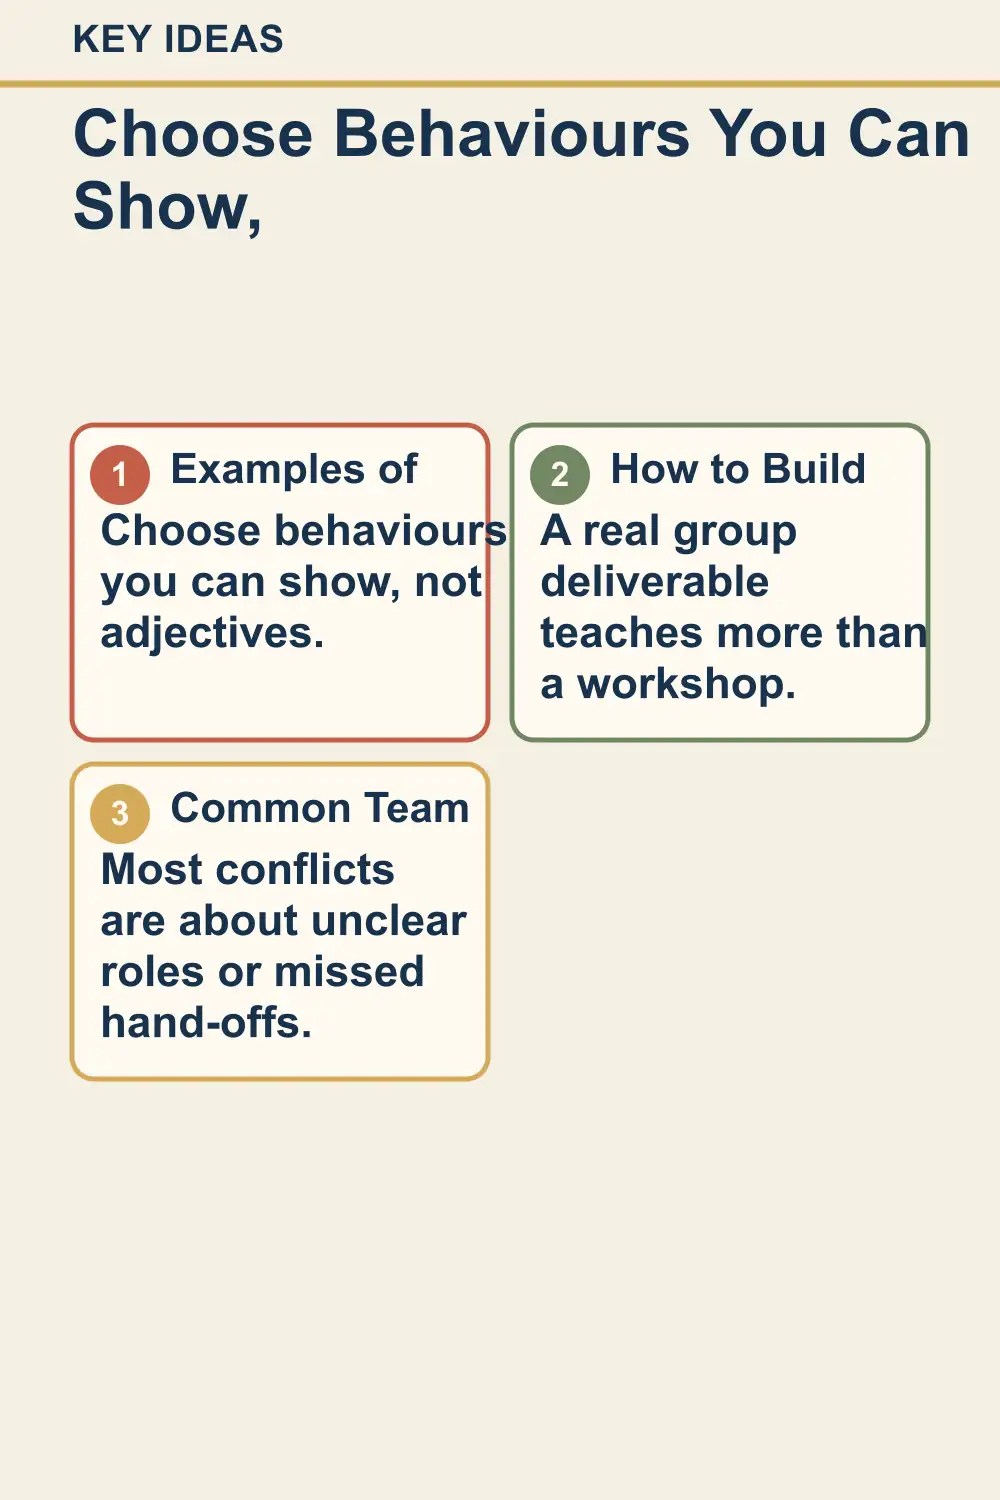 KEY IDEAS
Choose Behaviours You Can
Show,
1 Examples of
Choose behaviours
you can show, not
adjectives.
2 How to Build
A real group
deliverable
teaches more than
a workshop.
3 Common Team
Most conflicts
are about unclear
roles or missed
hand-offs.